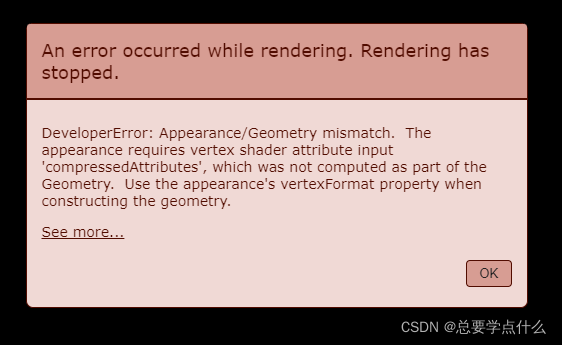 An error occurred while rendering. Rendering has
stopped.
DeveloperError: Appearance/Geometry mismatch.  The
appearance requires vertex shader attribute input
'compressedAttributes', which was not computed as part of the
Geometry.  Use the appearance's vertexFormat property when
constructing the geometry.
See more...
OK
CSDN @总要学点什么